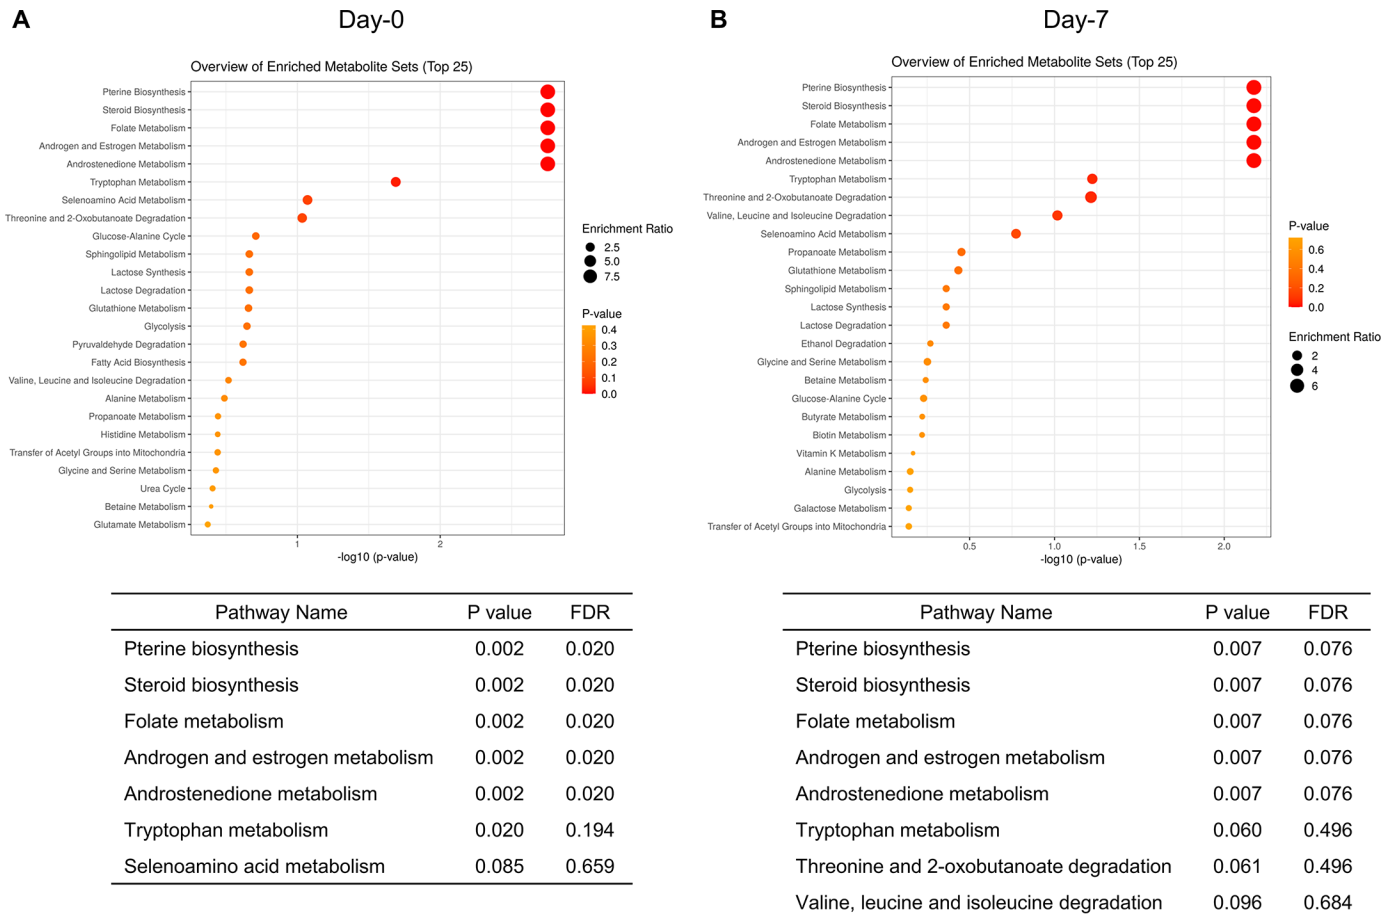 A
Day-0
Overview of Enriched Metabolite Sets (Top 25)
Pterine Biosynthesis
Steroid Biosynthesis
Folate Metabolism
Androgen and Estrogen Metabolism
Androstenedione Metabolism
Tryptophan Metabolism
Selenoamino Acid Metabolism
Threonine and 2-Oxobutanoate Degradation
Glucose-Alanine Cycle
Sphingolipid Metabolism
Lactose Synthesis
Lactose Degradation
Glutathione Metabolism
Glycolysis
Pyruvaldehyde Degradation
Fatty Acid Biosynthesis
Valine, Leucine and Isoleucine Degradation
Alanine Metabolism
Propanoate Metabolism
Histidine Metabolism
Transfer of Acetyl Groups into Mitochondria
Glycine and Serine Metabolism
Urea Cycle
Betaine Metabolism
Glutamate Metabolism
1 2
-log10 (p-value)
Enrichment Ratio
2.5
5.0
7.5
P-value
0.4
0.3
0.2
0.1
0.0
Pathway Name P value FDR
Pterine biosynthesis 0.002 0.020
Steroid biosynthesis 0.002 0.020
Folate metabolism 0.002 0.020
Androgen and estrogen metabolism 0.002 0.020
Androstenedione metabolism 0.002 0.020
Tryptophan metabolism 0.020 0.194
Selenoamino acid metabolism 0.085 0.659
B
Day-7
Overview of Enriched Metabolite Sets (Top 25)
Pterine Biosynthesis
Steroid Biosynthesis
Folate Metabolism
Androgen and Estrogen Metabolism
Androstenedione Metabolism
Tryptophan Metabolism
Threonine and 2-Oxobutanoate Degradation
Valine, Leucine and Isoleucine Degradation
Selenoamino Acid Metabolism
Propanoate Metabolism
Glutathione Metabolism
Sphingolipid Metabolism
Lactose Synthesis
Lactose Degradation
Ethanol Degradation
Glycine and Serine Metabolism
Betaine Metabolism
Glucose-Alanine Cycle
Butyrate Metabolism
Biotin Metabolism
Vitamin K Metabolism
Alanine Metabolism
Glycolysis
Galactose Metabolism
Transfer of Acetyl Groups into Mitochondria
0.5 1.0 1.5 2.0
-log10 (p-value)
P-value
0.6
0.4
0.2
0.0
Enrichment Ratio
2
4
6
Pathway Name P value FDR
Pterine biosynthesis 0.007 0.076
Steroid biosynthesis 0.007 0.076
Folate metabolism 0.007 0.076
Androgen and estrogen metabolism 0.007 0.076
Androstenedione metabolism 0.007 0.076
Tryptophan metabolism 0.060 0.496
Threonine and 2-oxobutanoate degradation 0.061 0.496
Valine, leucine and isoleucine degradation 0.096 0.684